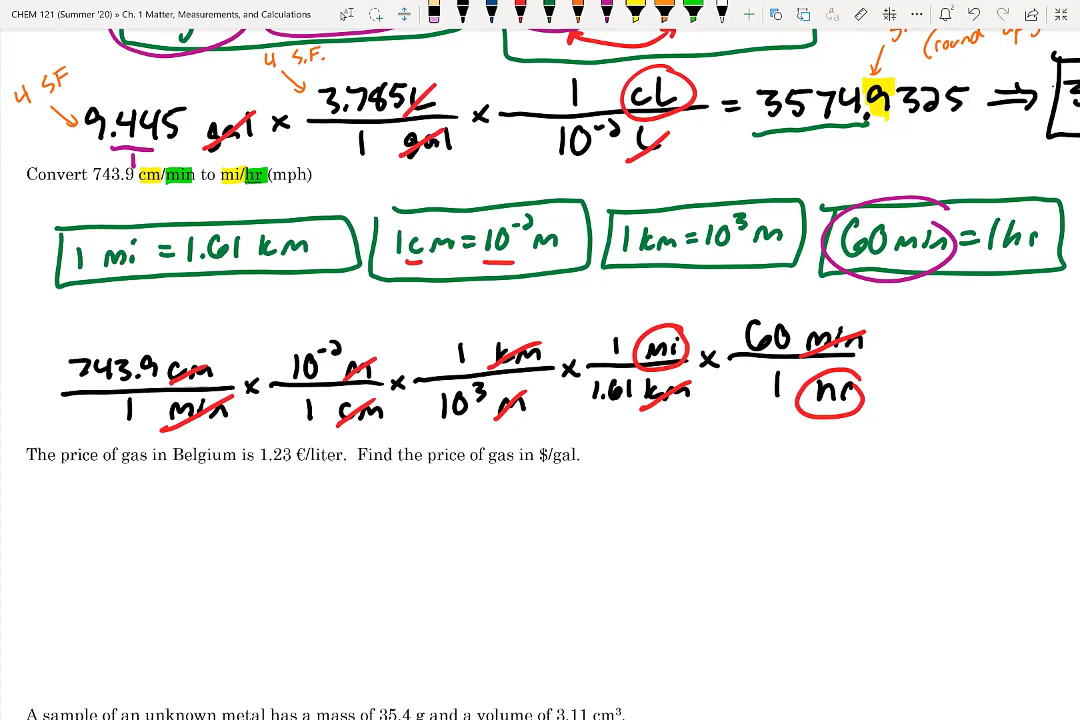 CHEM 121 (Summer '20) » Ch. 1 Matter, Measurements, and Calculations
(round up)
4 S.F.
4 SF
9.445 gal × 3.785 L / 1 gal × 1 cL / 10⁻² L = 3574.9325 ⇒ 3
Convert 743.9 cm/min to mi/hr (mph)
1 mi = 1.61 km 1cm = 10⁻² m 1 km = 10³ m 60 min = 1 hr
743.9 cm / 1 min × 10⁻² m / 1 cm × 1 km / 10³ m × 1 mi / 1.61 km × 60 min / 1 hr
The price of gas in Belgium is 1.23 €/liter. Find the price of gas in $/gal.
A sample of an unknown metal has a mass of 35.4 g and a volume of 3.11 cm³.